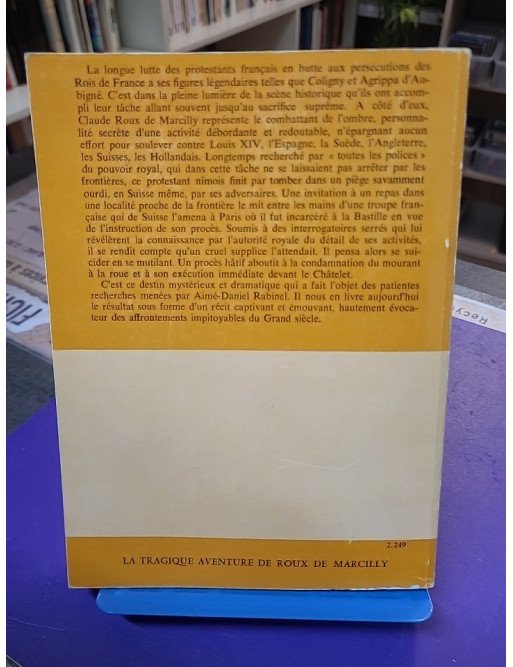 La longue lutte des protestants français en butte aux persécutions des
Rois de France a ses figures légendaires telles que Coligny et Agrippa d'Au-
bigné. C'est dans la pleine lumière de la scène historique qu'ils ont accom-
pli leur tâche allant souvent jusqu'au sacrifice suprême. A côté d'eux,
Claude Roux de Marcilly représente le combattant de l'ombre, personna-
lité secrète d'une activité débordante et redoutable, n'épargnant aucun
effort pour soulever contre Louis XIV, l'Espagne, la Suède, l'Angleterre,
les Suisses, les Hollandais. Longtemps recherché par « toutes les polices »
du pouvoir royal, qui dans cette tâche ne se laissaient pas arrêter par les
frontières, ce protestant nîmois finit par tomber dans un piège savamment
ourdi, en Suisse même, par ses adversaires. Une invitation à un repas dans
une localité proche de la frontière le mit entre les mains d'une troupe fran-
çaise qui de Suisse l'amena à Paris où il fut incarcéré à la Bastille en vue
de l'instruction de son procès. Soumis à des interrogatoires serrés qui lui
révélèrent la connaissance par l'autorité royale du détail de ses activités,
il se rendit compte qu'un cruel supplice l'attendait. Il pensa alors se sui-
cider en se mutilant. Un procès hâtif aboutit à la condamnation du mourant
à la roue et à son exécution immédiate devant le Châtelet.
C'est ce destin mystérieux et dramatique qui a fait l'objet des patientes
recherches menées par Aimé-Daniel Rabinel. Il nous en livre aujourd'hui
le résultat sous forme d'un récit captivant et émouvant, hautement évoca-
teur des affrontements impitoyables du Grand siècle.
2.249
LA TRAGIQUE AVENTURE DE ROUX DE MARCILLY